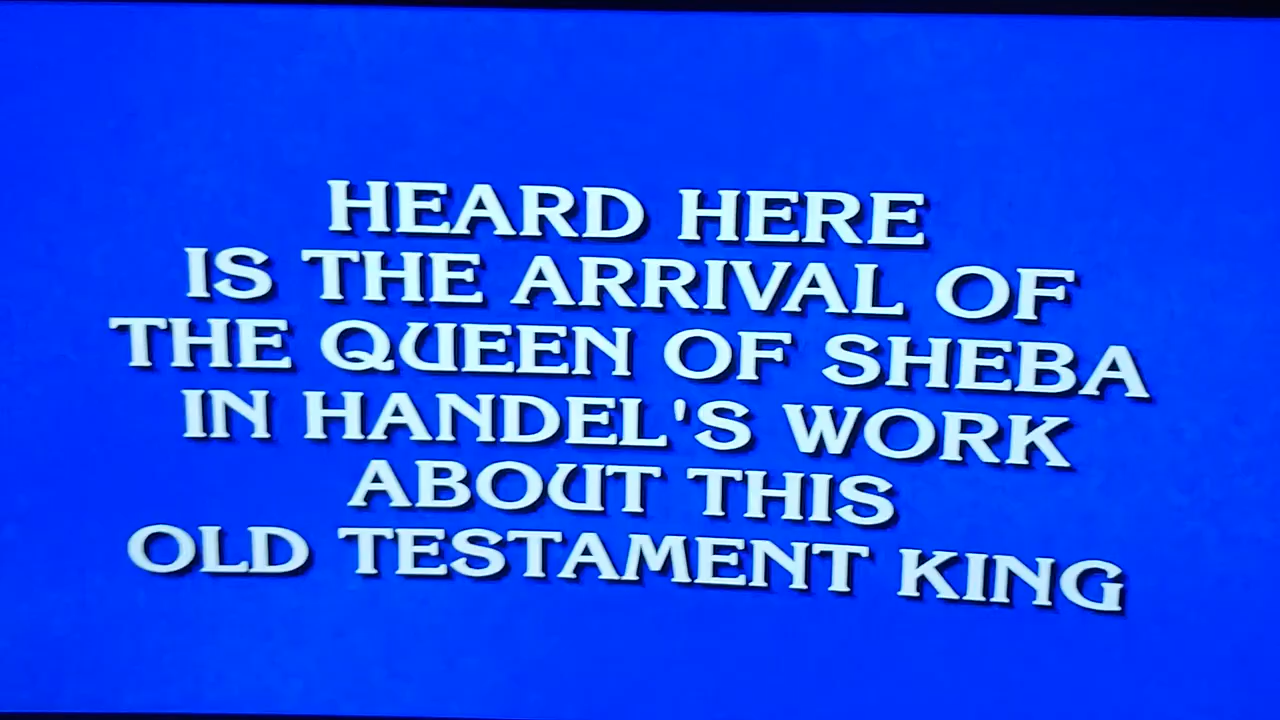 HEARD HERE
IS THE ARRIVAL OF
THE QUEEN OF SHEBA
IN HANDEL'S WORK
ABOUT THIS
OLD TESTAMENT KING